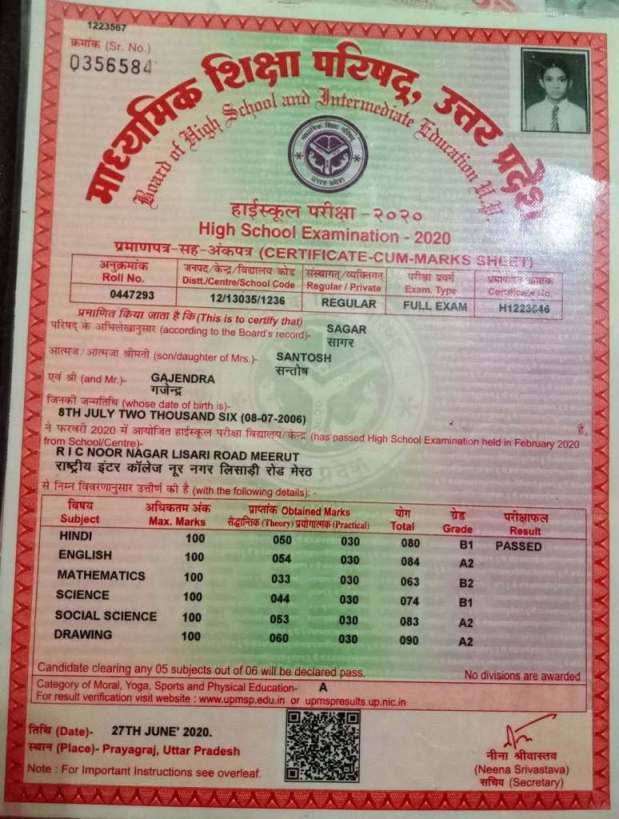 1223567
क्रमांक (Sr. No.)
0356584
माध्यमिक शिक्षा परिषद्, उत्तर प्रदेश
Board of High School and Intermediate Education U.P.
हाईस्कूल परीक्षा - २०२०
High School Examination - 2020
प्रमाणपत्र-सह-अंकपत्र (CERTIFICATE-CUM-MARKS SHEET)
अनुक्रमांक जनपद/केन्द्र/विद्यालय कोड संस्थागत/व्यक्तिगत परीक्षा प्रवर्ग प्रमाणपत्र क्रमांक
Roll No. Distt./Centre/School Code Regular / Private Exam. Type Certificate No.
0447293 12/13035/1236 REGULAR FULL EXAM H1223546
प्रमाणित किया जाता है कि (This is to certify that)
परिषद् के अभिलेखानुसार (according to the Board's record)- SAGAR
सागर
आत्मज/आत्मजा श्रीमती (son/daughter of Mrs.)- SANTOSH
सन्तोष
एवं श्री (and Mr.)- GAJENDRA
गजेन्द्र
जिनकी जन्मतिथि (whose date of birth is)-
8TH JULY TWO THOUSAND SIX (08-07-2006) है,
ने फरवरी 2020 में आयोजित हाईस्कूल परीक्षा विद्यालय/केन्द्र (has passed High School Examination held in February 2020
from School/Centre)-
R I C NOOR NAGAR LISARI ROAD MEERUT
राष्ट्रीय इंटर कॉलेज नूर नगर लिसाड़ी रोड मेरठ
से निम्न विवरणानुसार उत्तीर्ण की है (with the following details): -
विषय अधिकतम अंक प्राप्तांक Obtained Marks योग ग्रेड परीक्षाफल
Subject Max. Marks सैद्धान्तिक (Theory) प्रयोगात्मक (Practical) Total Grade Result
HINDI 100 050 030 080 B1 PASSED
ENGLISH 100 054 030 084 A2
MATHEMATICS 100 033 030 063 B2
SCIENCE 100 044 030 074 B1
SOCIAL SCIENCE 100 053 030 083 A2
DRAWING 100 060 030 090 A2
Candidate clearing any 05 subjects out of 06 will be declared pass. No divisions are awarded
Category of Moral, Yoga, Sports and Physical Education- A
For result verification visit website : www.upmsp.edu.in or upmspresults.up.nic.in
तिथि (Date)- 27TH JUNE' 2020.
स्थान (Place)- Prayagraj, Uttar Pradesh
Note : For Important Instructions see overleaf.
नीना श्रीवास्तव
(Neena Srivastava)
सचिव (Secretary)